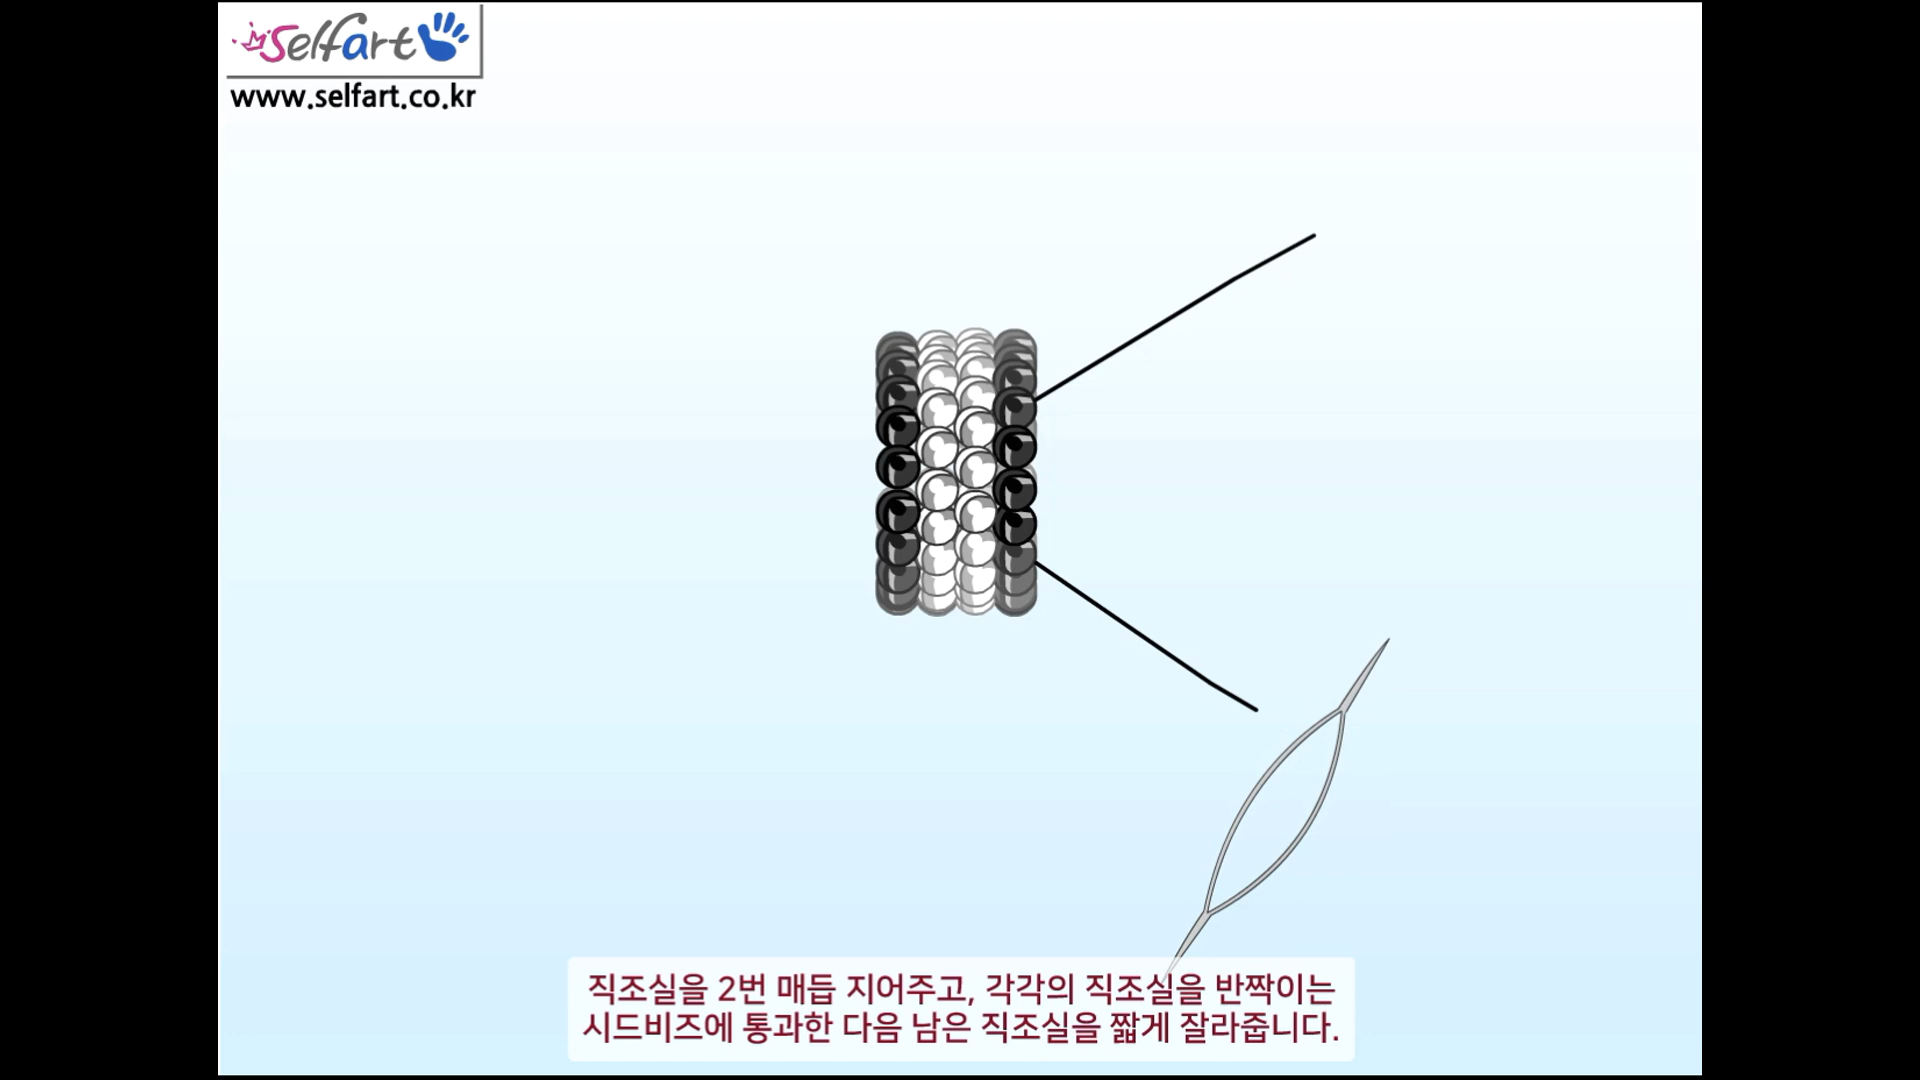 Selfart
www.selfart.co.kr
직조실을 2번 매듭 지어주고, 각각의 직조실을 반짝이는
시드비즈에 통과한 다음 남은 직조실을 짧게 잘라줍니다.